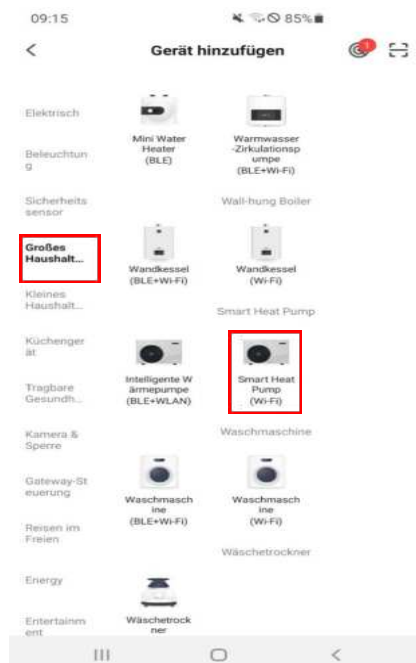 09:15
85%
Gerät hinzufügen
1
Elektrisch
Beleuchtun
g
Sicherheits
sensor
Großes
Haushalt...
Kleines
Haushalt...
Küchenger
ät
Tragbare
Gesundh...
Kamera &
Sperre
Gateway-St
euerung
Reisen im
Freien
Energy
Entertainm
ent
Mini Water
Heater
(BLE)
Warmwasser
-Zirkulationsp
umpe
(BLE+Wi-Fi)
Wall-hung Boiler
Wandkessel
(BLE+Wi-Fi)
Wandkessel
(Wi-Fi)
Smart Heat Pump
Intelligente W
ärmepumpe
(BLE+WLAN)
Smart Heat
Pump
(Wi-Fi)
Waschmaschine
Waschmasch
ine
(BLE+Wi-Fi)
Waschmasch
ine
(Wi-Fi)
Wäschetrockner
Wäschetrock
ner